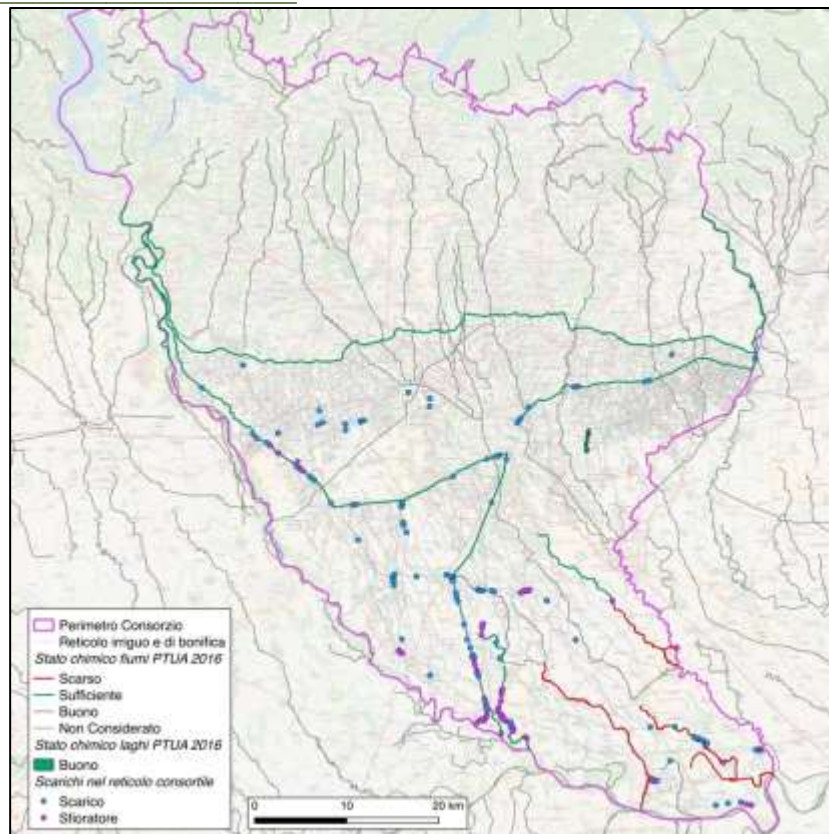 Perimetro Consorzio
Reticolo irriguo e di bonifica
Stato chimico fiumi PTUA 2016
Scarso
Sufficiente
Buono
Non Considerato
Stato chimico laghi PTUA 2016
Buono
Scarichi nel reticolo consortile
Scarico
Sfioratore
0 10 20 km